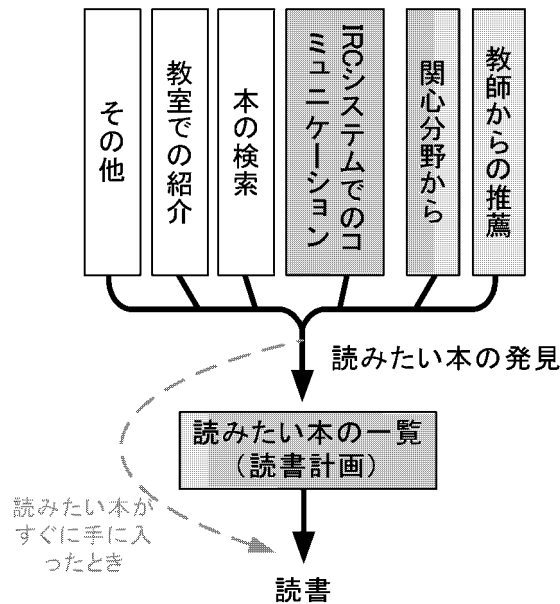 教師からの推薦
関心分野から
IRCシステムでのコ
ミュニケーション
本の検索
教室での紹介
その他
読みたい本の発見
読みたい本の一覧
（読書計画）
読みたい本が
すぐに手に入
ったとき
読書